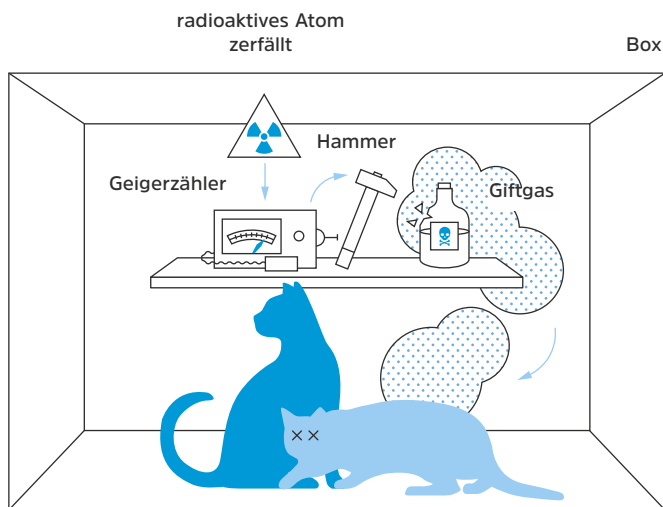 radioaktives Atom
zerfällt
Box
Hammer
Geigerzähler
Giftgas